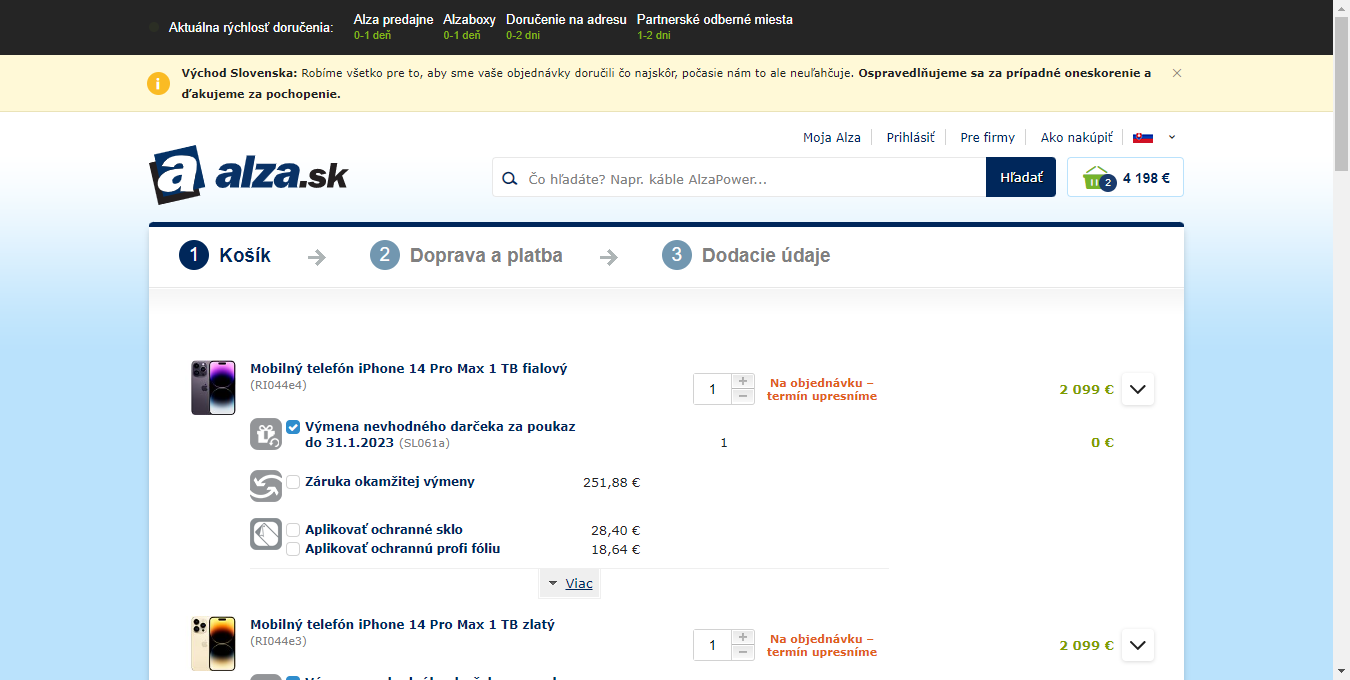 Aktuálna rýchlosť doručenia:
Alza predajne
0-1 deň
Alzaboxy
0-1 deň
Doručenie na adresu
0-2 dni
Partnerské odberné miesta
1-2 dni
Východ Slovenska: Robíme všetko pre to, aby sme vaše objednávky doručili čo najskôr, počasie nám to ale neuľahčuje. Ospravedlňujeme sa za prípadné oneskorenie a
ďakujeme za pochopenie.
Moja Alza
Prihlásiť
Pre firmy
Ako nakúpiť
a alza.sk
Čo hľadáte? Napr. káble AlzaPower...
Hľadať
2
4 198 €
1 Košík
2 Doprava a platba
3 Dodacie údaje
Mobilný telefón iPhone 14 Pro Max 1 TB fialový
(RI044e4)
1
Na objednávku –
termín upresníme
2 099 €
Výmena nevhodného darčeka za poukaz
do 31.1.2023 (SL061a)
1
0 €
Záruka okamžitej výmeny
251,88 €
Aplikovať ochranné sklo
28,40 €
Aplikovať ochrannú profi fóliu
18,64 €
Viac
Mobilný telefón iPhone 14 Pro Max 1 TB zlatý
(RI044e3)
1
Na objednávku –
termín upresníme
2 099 €